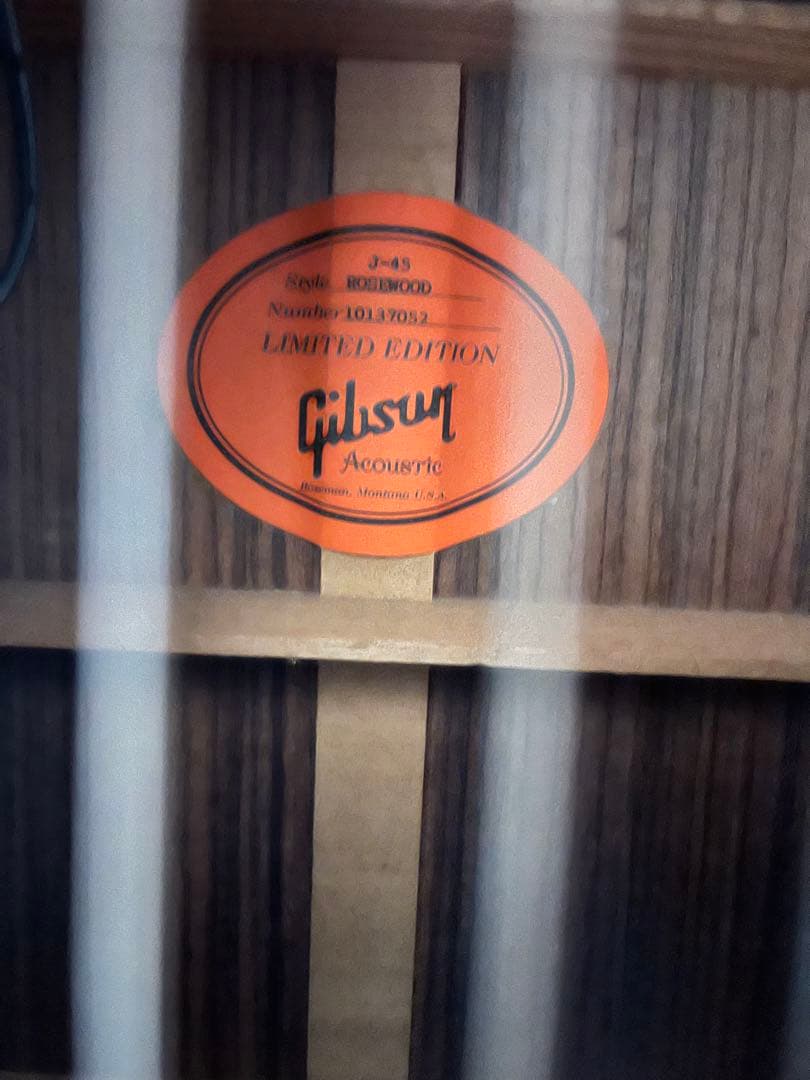 J-45
Style ROSEWOOD
Number 10137052
LIMITED EDITION
Gibson
Acoustic
Bozeman, Montana U.S.A.